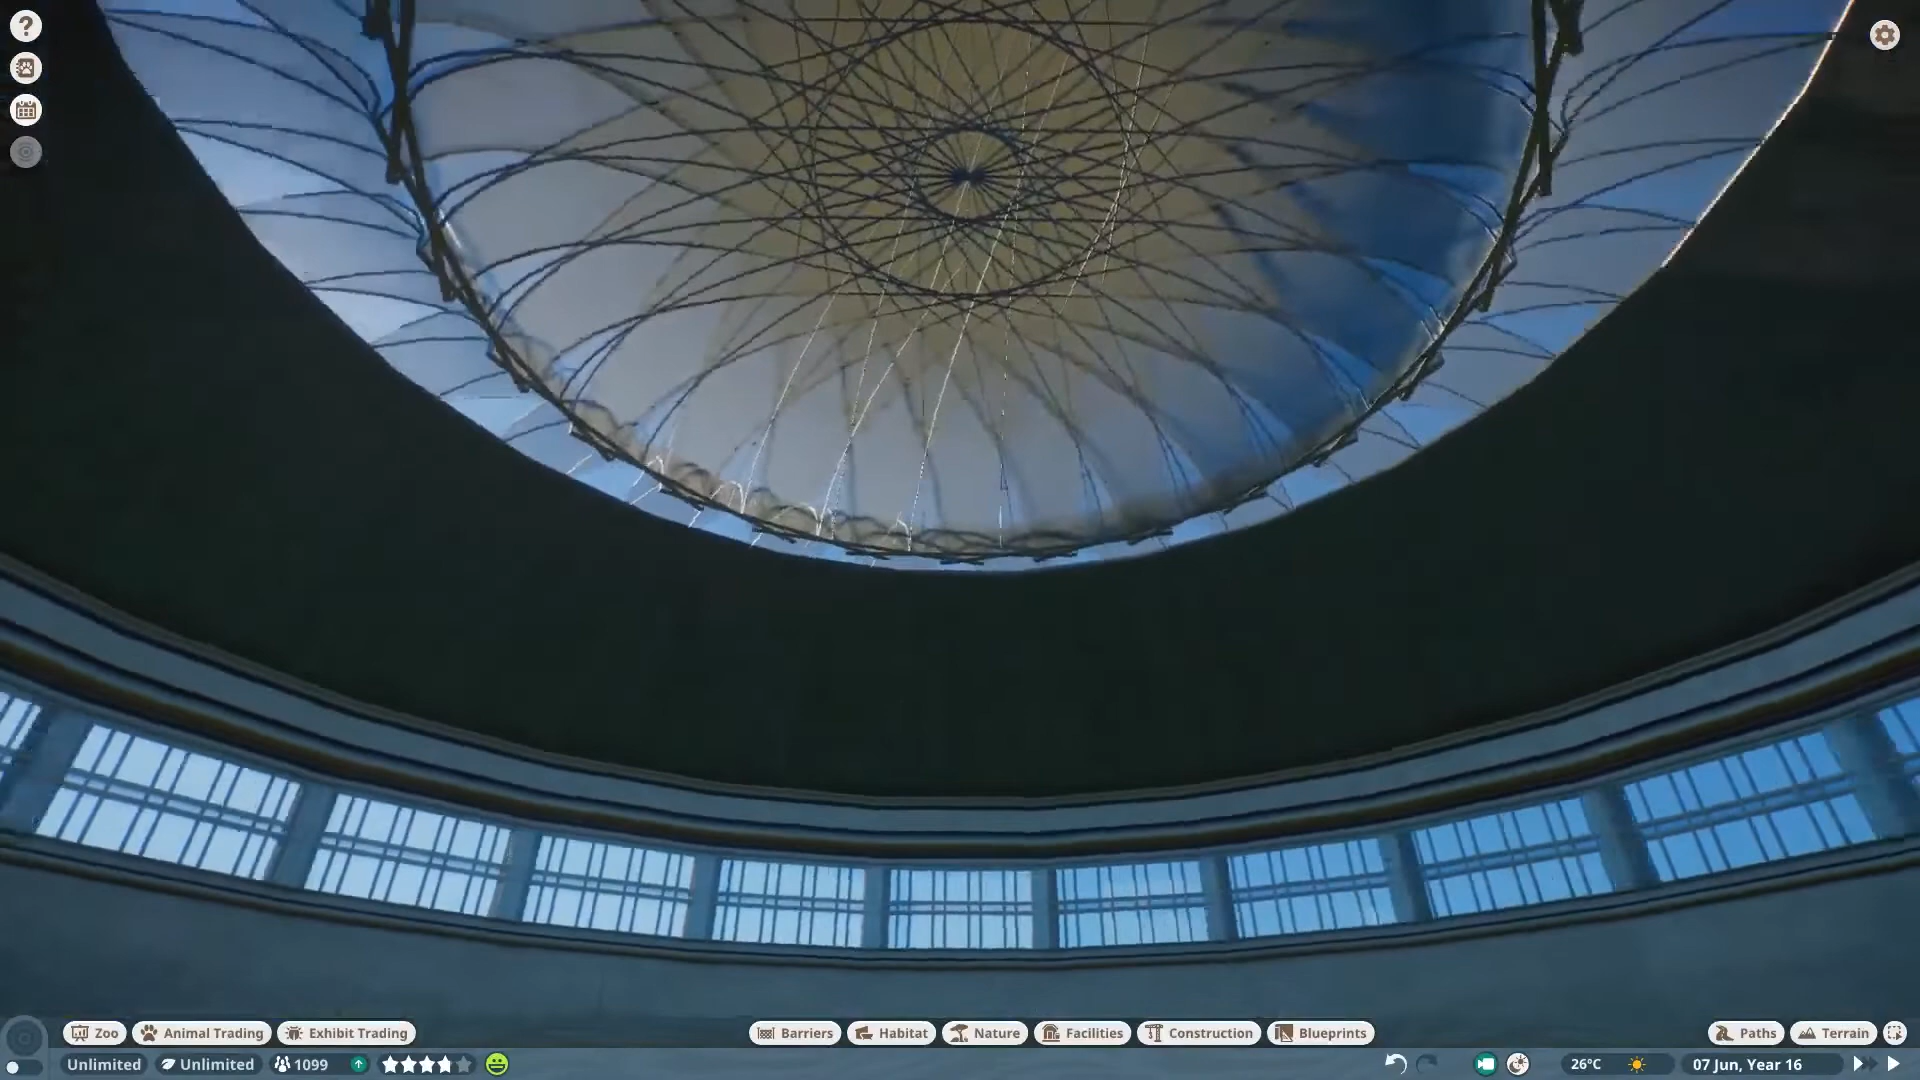 ?
Zoo
Animal Trading
Exhibit Trading
Barriers
Habitat
Nature
Facilities
Construction
Blueprints
Paths
Terrain
Unlimited
Unlimited
1099
26°C
07 Jun, Year 16